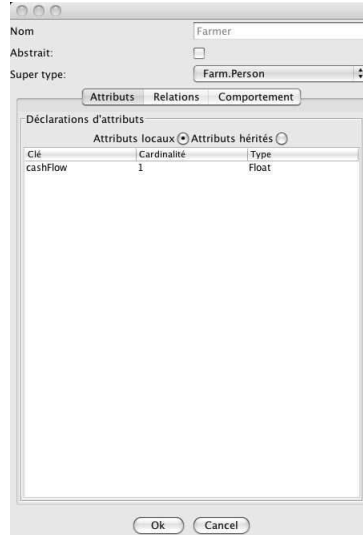 Nom Farmer
Abstrait:
Super type: Farm.Person
Attributs Relations Comportement
Déclarations d'attributs
Attributs locaux Attributs hérités
Clé Cardinalité Type
cashFlow 1 Float
Ok Cancel